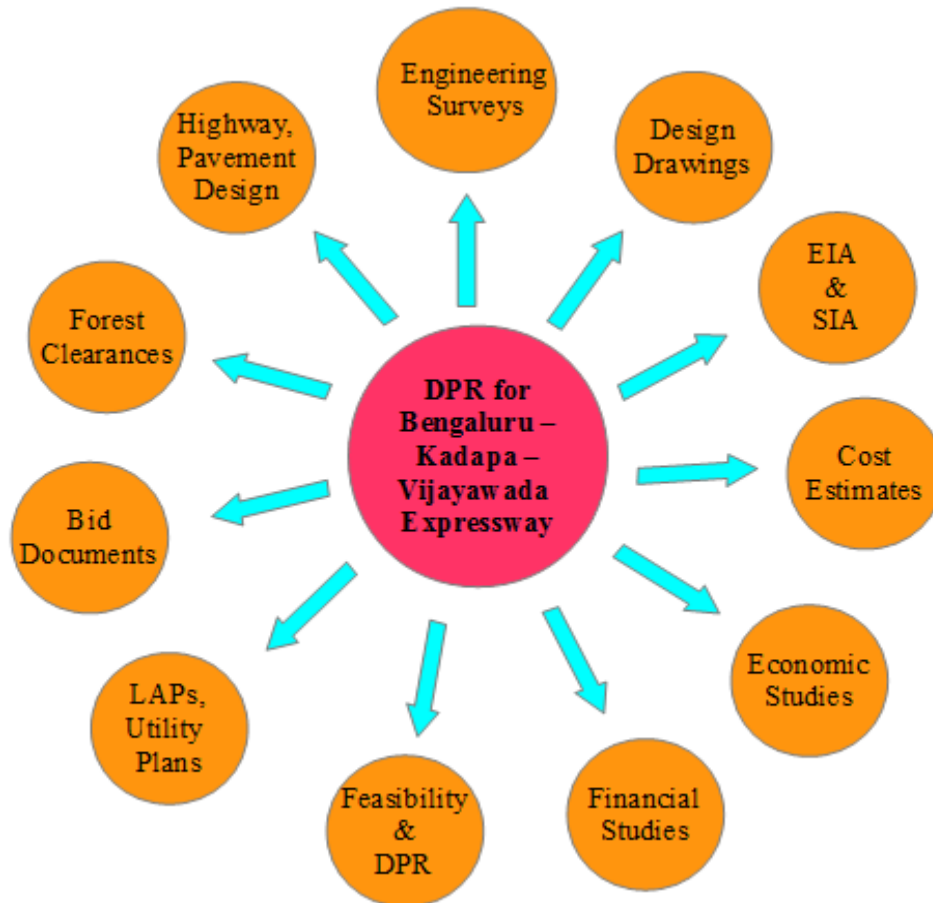 Engineering
Surveys
Design
Drawings
EIA
&
SIA
Cost
Estimates
Economic
Studies
Financial
Studies
Feasibility
&
DPR
LAPs,
Utility
Plans
Bid
Documents
Forest
Clearances
Highway,
Pavement
Design
DPR for
Bengaluru –
Kadapa –
Vijayawada
Expressway